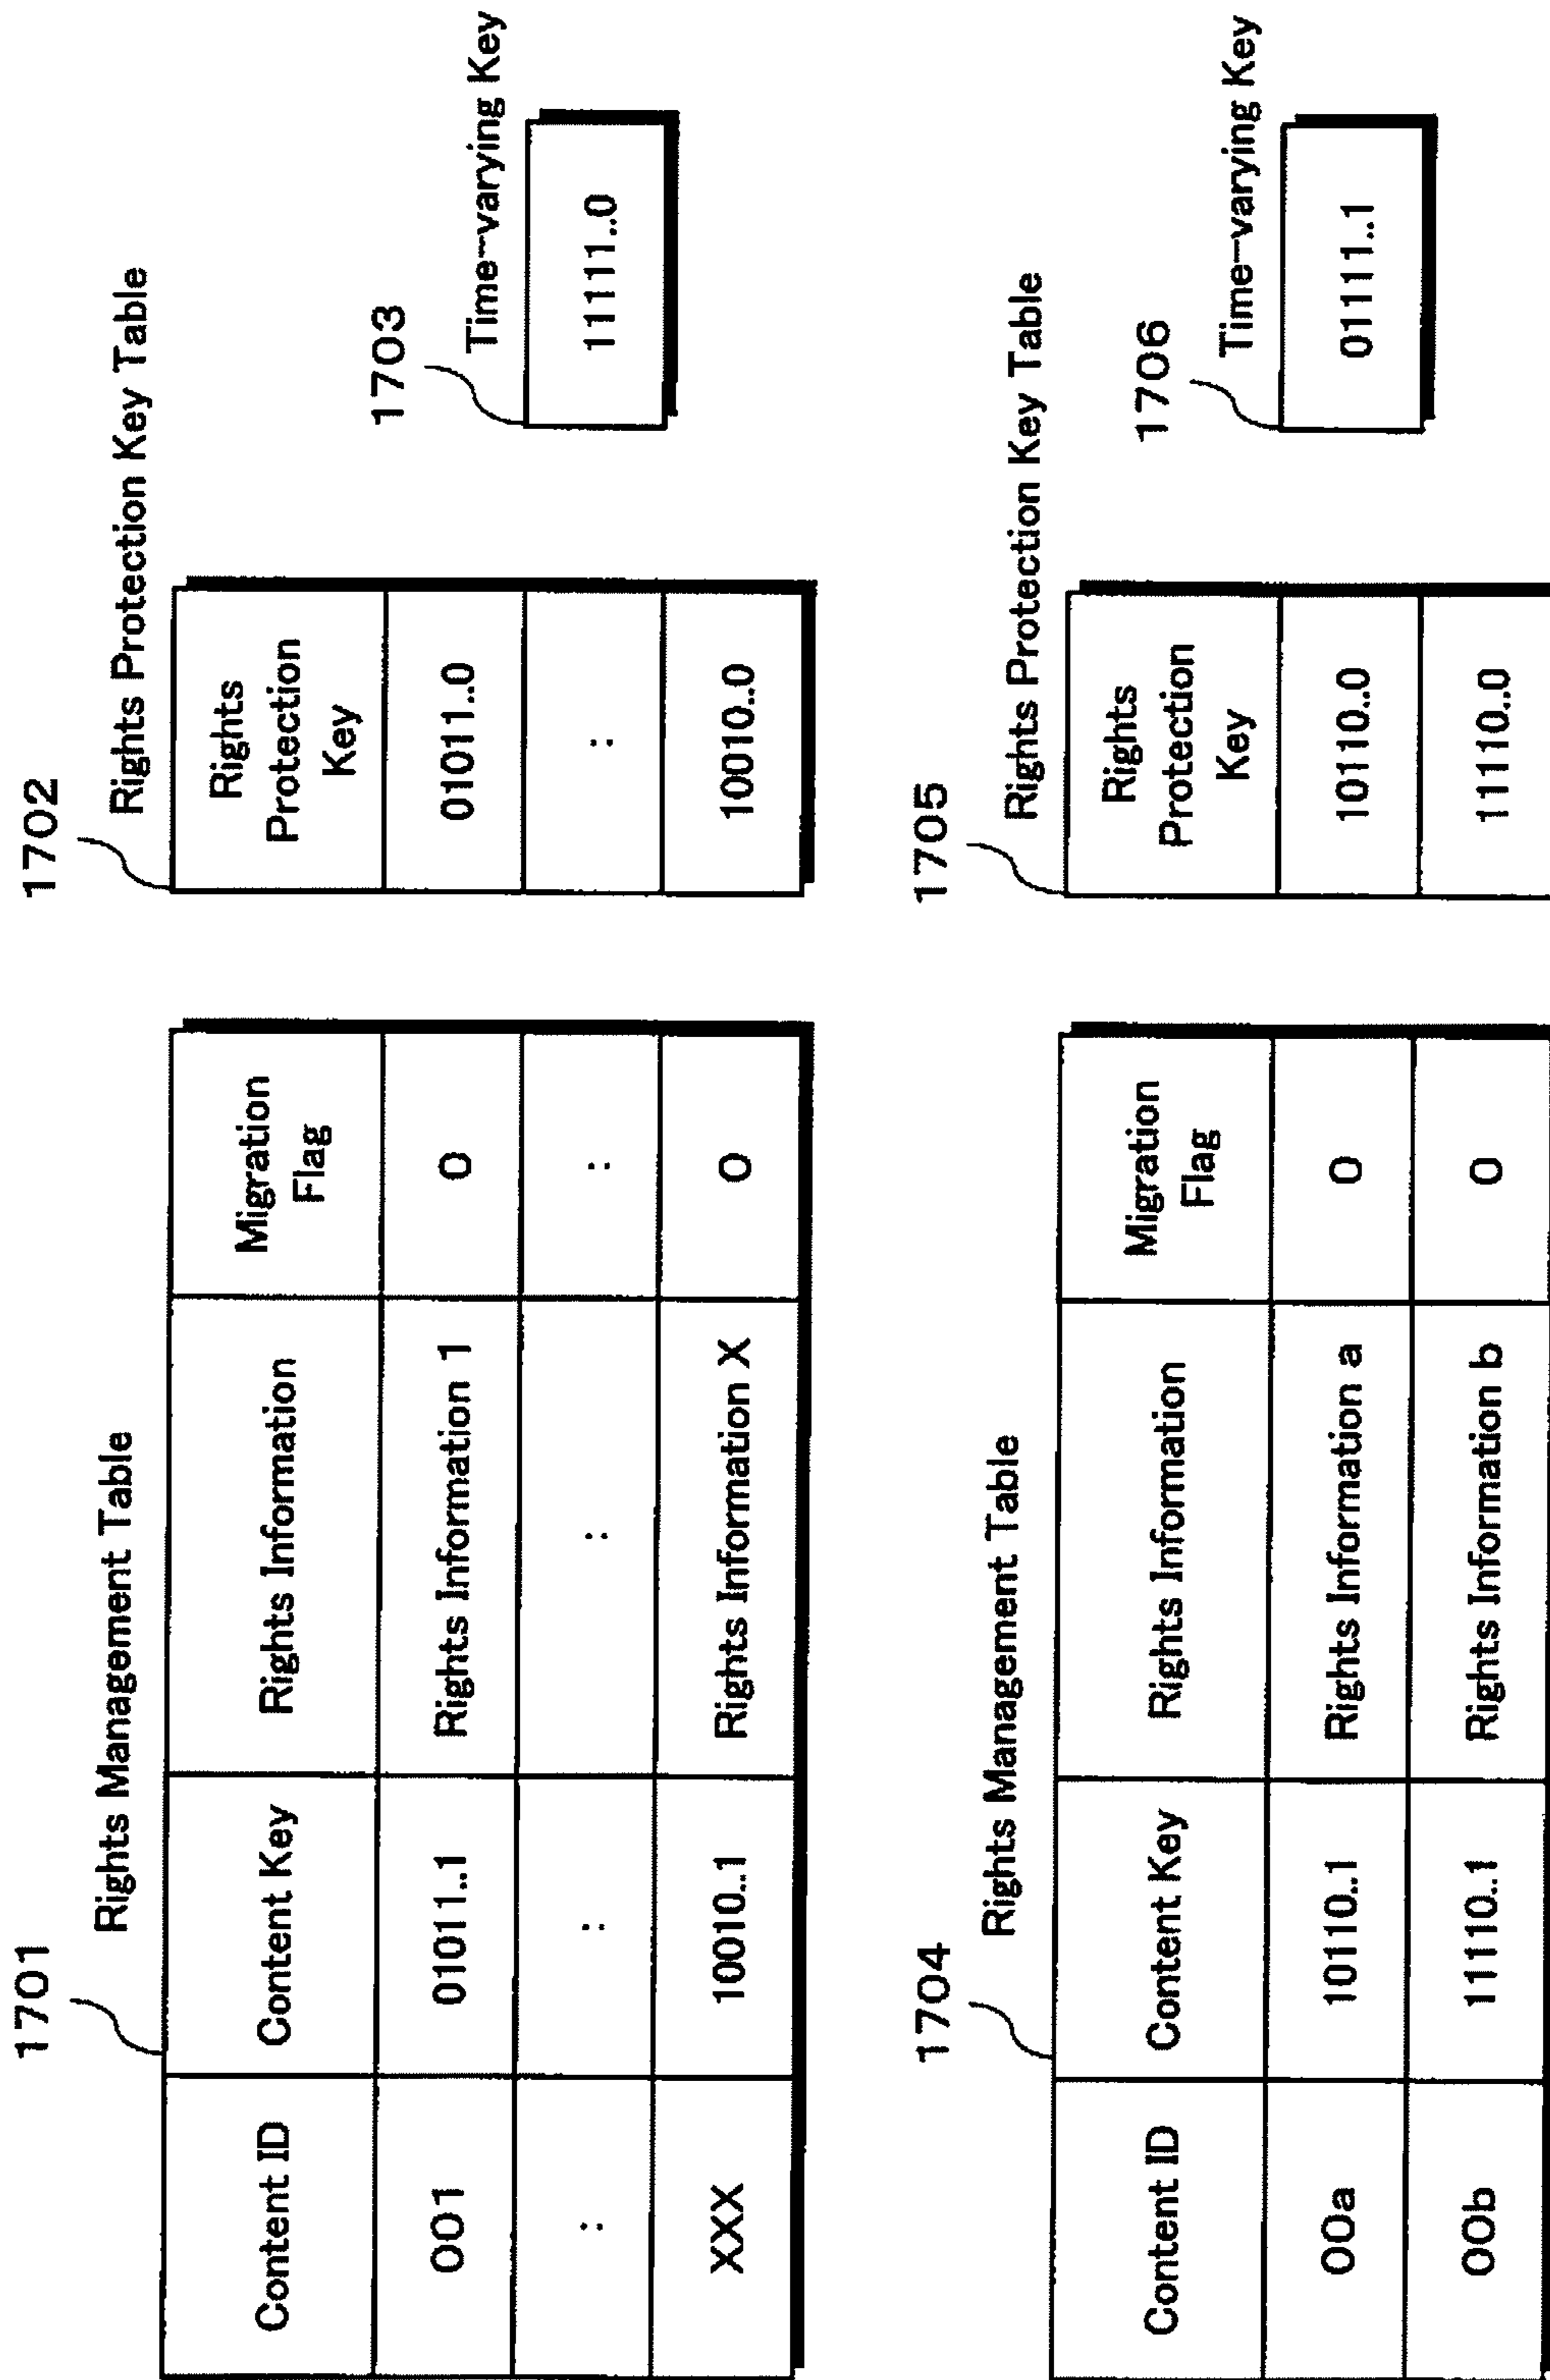 1701
Rights Management Table
Content ID
Content Key
Rights Information
Migration
Flag
001
01011..1
Rights Information 1
0
:
:
:
:
XXX
10010..1
Rights Information X
0
1702
Rights Protection Key Table
Rights
Protection
Key
01011..0
:
10010..0
1703
Time-varying Key
11111..0
1704
Rights Management Table
Content ID
Content Key
Rights Information
Migration
Flag
00a
10110..1
Rights Information a
0
00b
11110..1
Rights Information b
0
1705
Rights Protection Key Table
Rights
Protection
Key
10110..0
11110..0
1706
Time-varying Key
01111..1